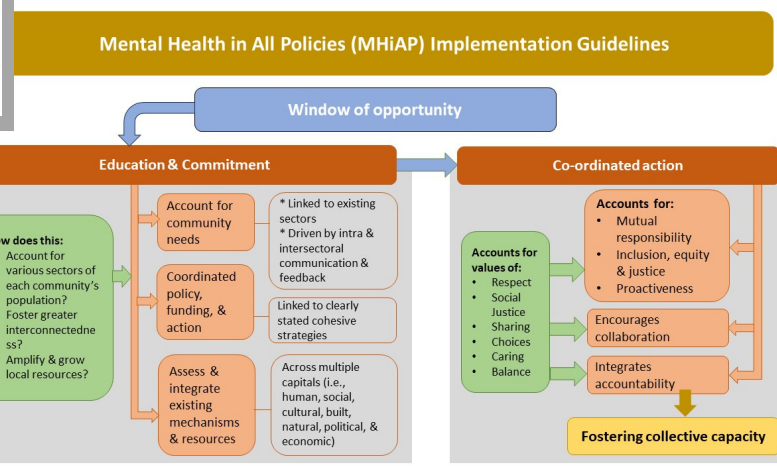 Mental Health in All Policies (MHiAP) Implementation Guidelines
Window of opportunity
Education & Commitment
does this:
Account for
various sectors of
each community's
population?
Foster greater
interconnectedne
ss?
Amplify & grow
local resources?
Account for
community
needs
* Linked to existing
sectors
* Driven by intra &
intersectoral
communication &
feedback
Coordinated
policy,
funding, &
action
Linked to clearly
stated cohesive
strategies
Assess &
integrate
existing
mechanisms
& resources
Across multiple
capitals (i.e.,
human, social,
cultural, built,
natural, political, &
economic)
Co-ordinated action
Accounts for
values of:
• Respect
• Social
Justice
• Sharing
• Choices
• Caring
• Balance
Accounts for:
• Mutual
responsibility
• Inclusion, equity
& justice
• Proactiveness
Encourages
collaboration
Integrates
accountability
Fostering collective capacity